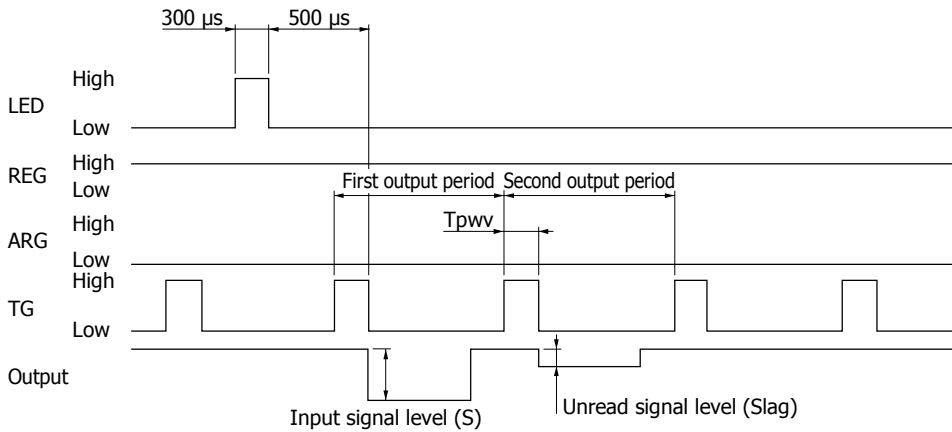 300 µs 500 µs
High
LED
Low
High
REG
Low
First output period Second output period
High
Tpwv
ARG
Low
High
TG
Low
Output
Input signal level (S)
Unread signal level (Slag)